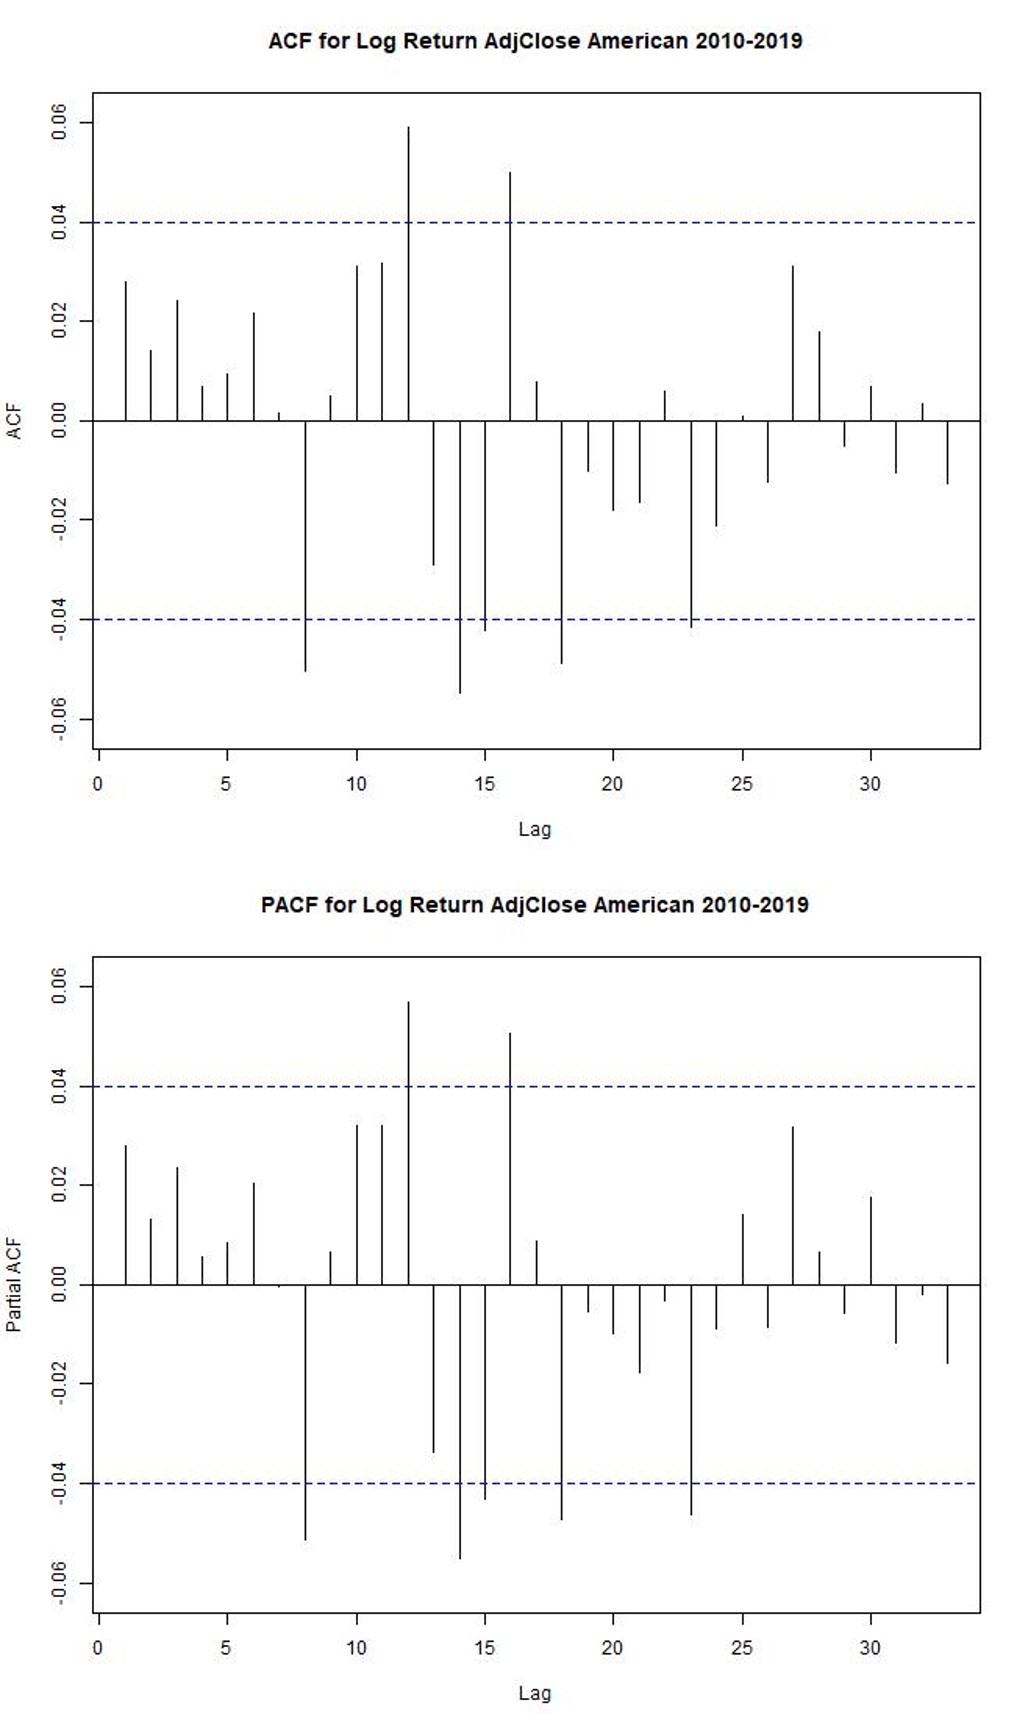 ACF for Log Return AdjClose American 2010-2019
0.06
0.04
0.02
0.00
-0.02
-0.04
-0.06
ACF
0 5 10 15 20 25 30
Lag
PACF for Log Return AdjClose American 2010-2019
0.06
0.04
0.02
0.00
-0.02
-0.04
-0.06
Partial ACF
0 5 10 15 20 25 30
Lag